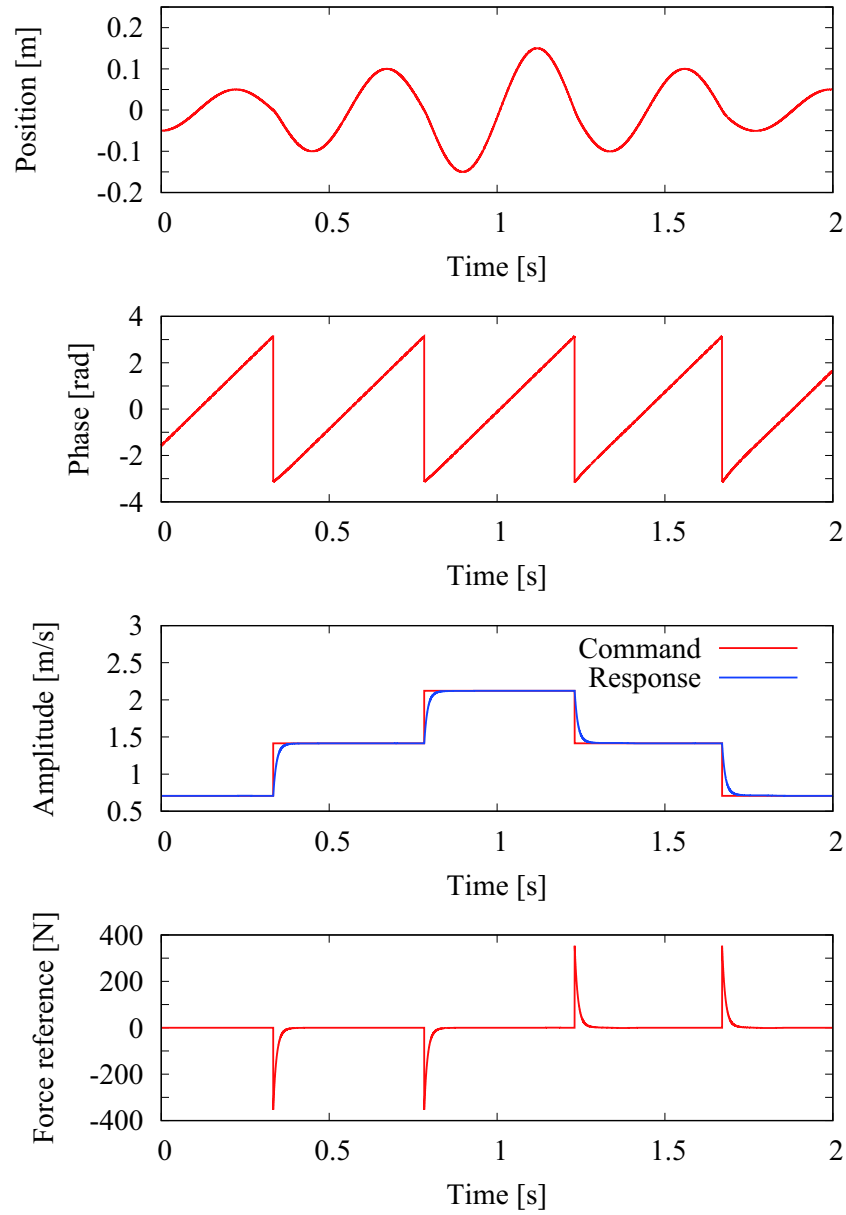 Position [m]
0.2
0.1
0
-0.1
-0.2
0 0.5 1 1.5 2
Time [s]
Phase [rad]
4
2
0
-2
-4
0 0.5 1 1.5 2
Time [s]
Amplitude [m/s]
3
2.5
2
1.5
1
0.5
Command
Response
0 0.5 1 1.5 2
Time [s]
Force reference [N]
400
200
0
-200
-400
0 0.5 1 1.5 2
Time [s]